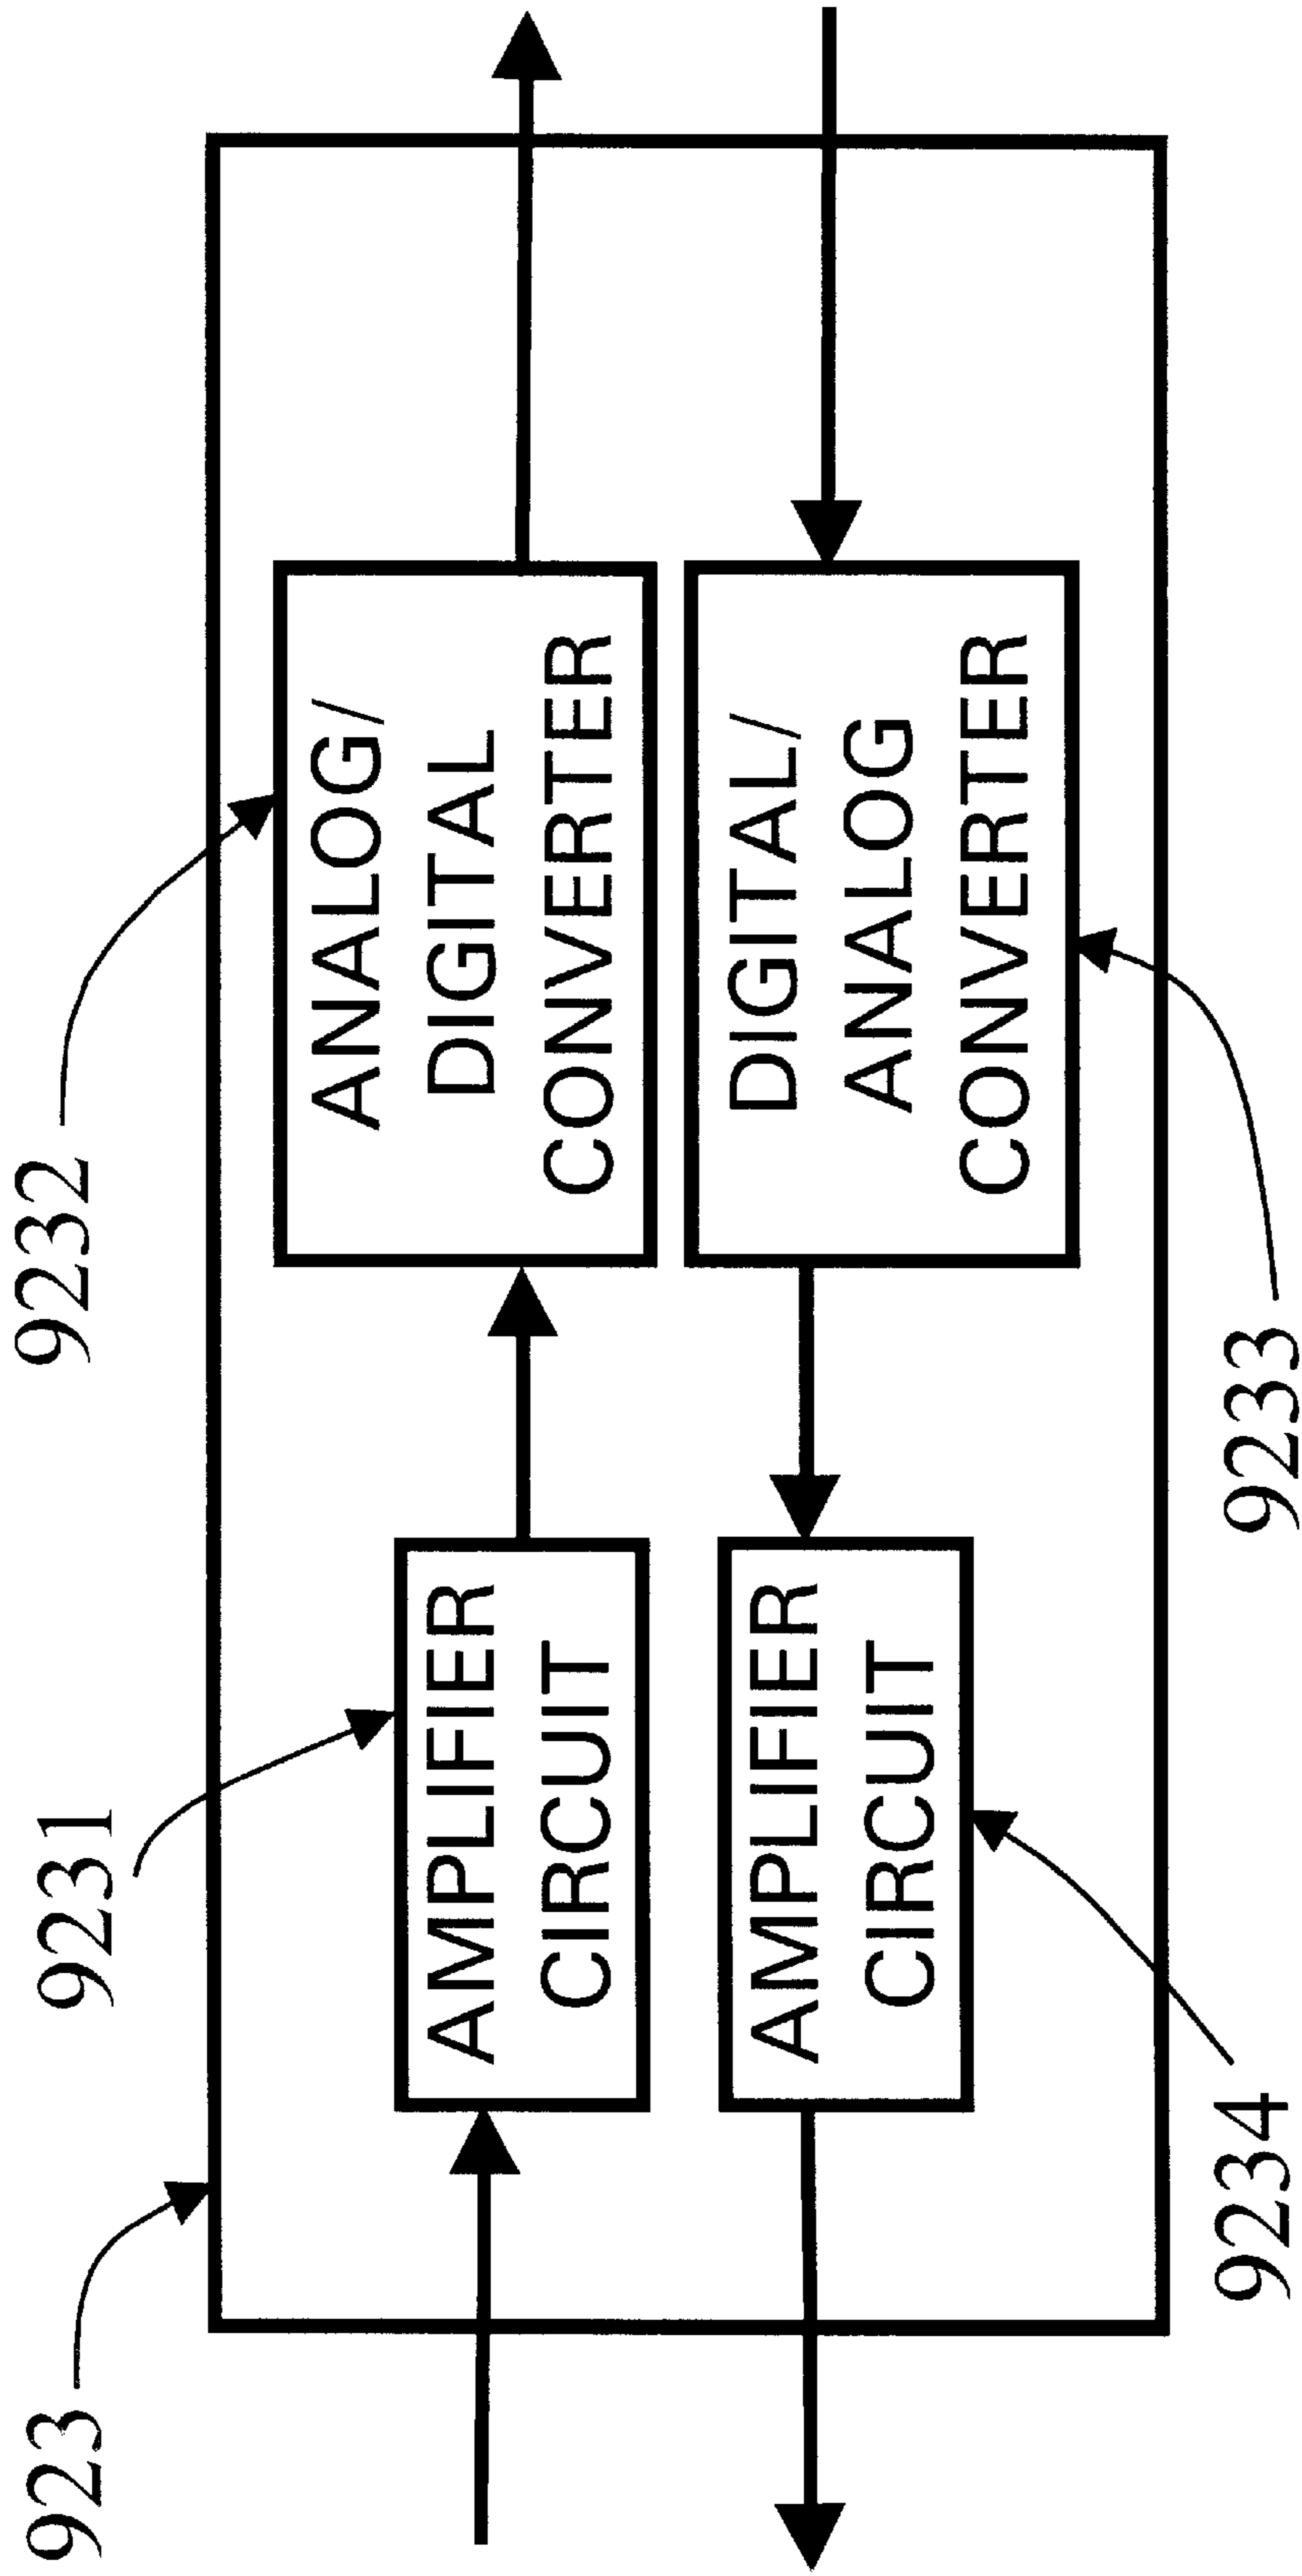 923
9231
9232
AMPLIFIER
CIRCUIT
ANALOG/
DIGITAL
CONVERTER
AMPLIFIER
CIRCUIT
DIGITAL/
ANALOG
CONVERTER
9234
9233